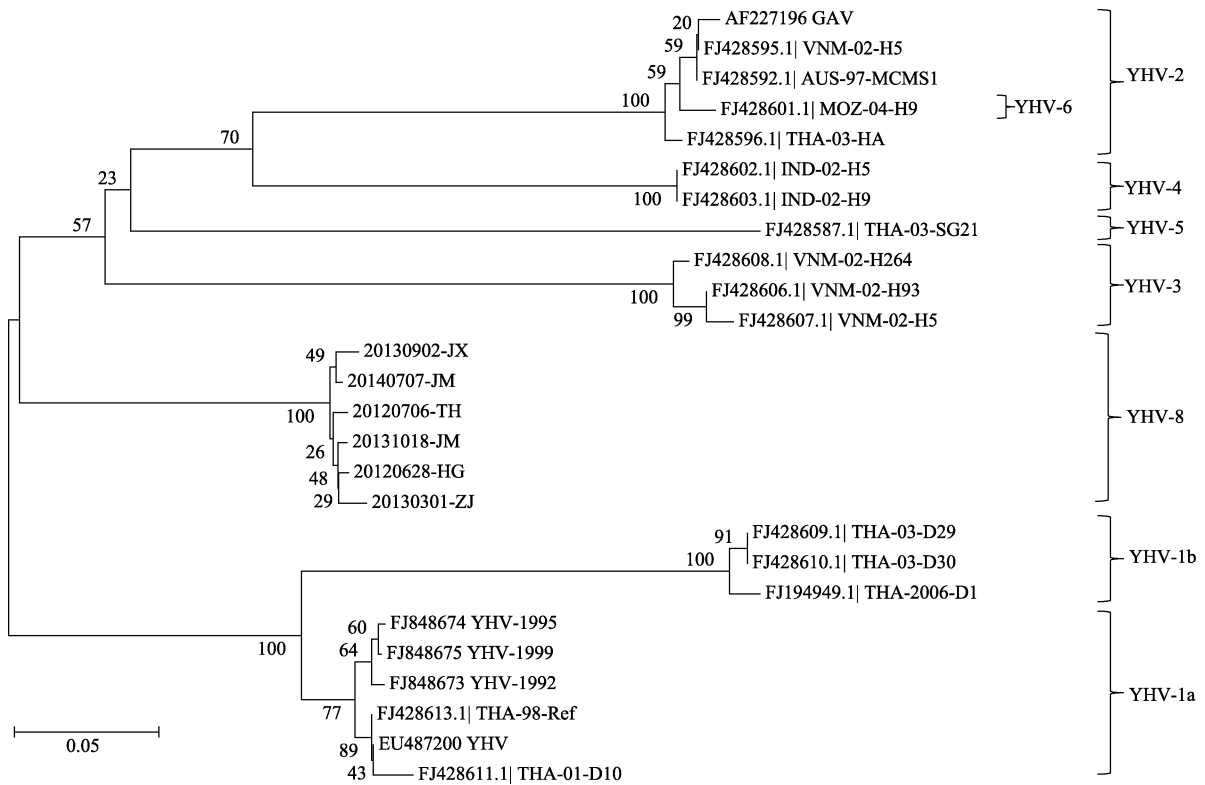 20
AF227196 GAV
59
FJ428595.1| VNM-02-H5
YHV-2
59
FJ428592.1| AUS-97-MCMS1
100
FJ428601.1| MOZ-04-H9
YHV-6
70
FJ428596.1| THA-03-HA
FJ428602.1| IND-02-H5
23
YHV-4
100
FJ428603.1| IND-02-H9
57
FJ428587.1| THA-03-SG21
YHV-5
FJ428608.1| VNM-02-H264
YHV-3
100
FJ428606.1| VNM-02-H93
99
FJ428607.1| VNM-02-H5
49
20130902-JX
20140707-JM
100
20120706-TH
YHV-8
26
20131018-JM
48
20120628-HG
29
20130301-ZJ
91
FJ428609.1| THA-03-D29
YHV-1b
100
FJ428610.1| THA-03-D30
FJ194949.1| THA-2006-D1
60
FJ848674 YHV-1995
100
64
FJ848675 YHV-1999
FJ848673 YHV-1992
YHV-1a
77
FJ428613.1| THA-98-Ref
0.05
89
EU487200 YHV
43
FJ428611.1| THA-01-D10